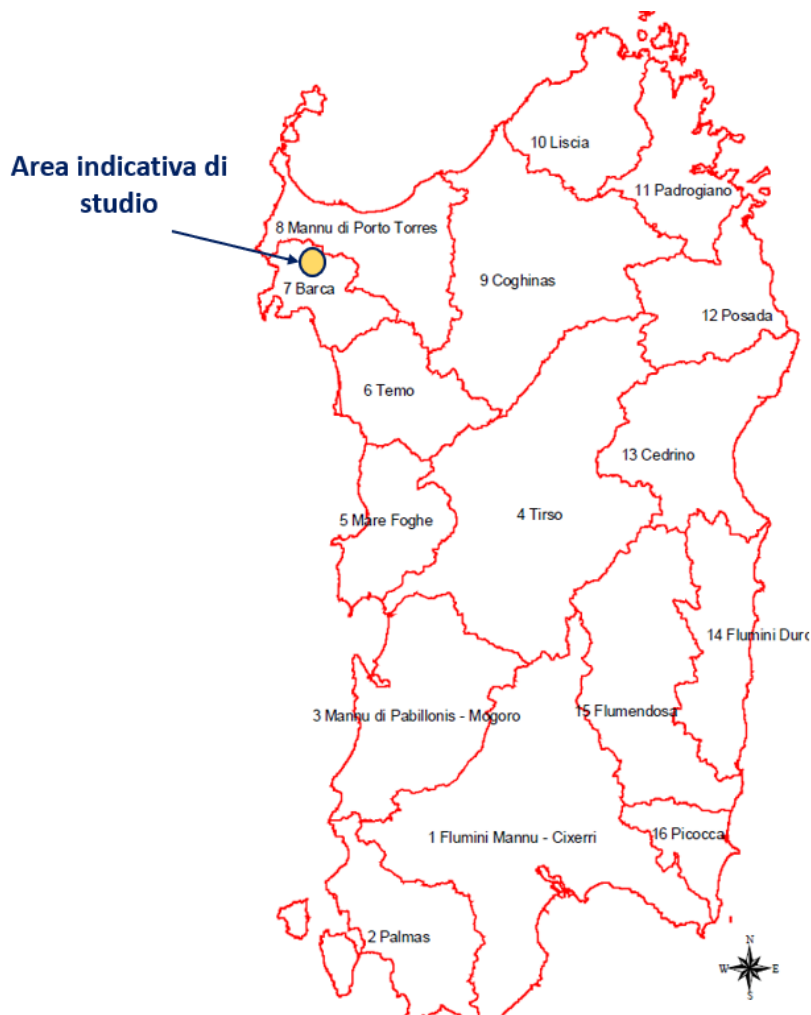 10 Liscia
Area indicativa di
studio
11 Padrogiano
8 Mannu di Porto Torres
9 Coghinas
7 Barca
12 Posada
6 Temo
13 Cedrino
4 Tirso
5 Mare Foghe
14 Flumini Durc
15 Flumendosa
3 Mannu di Pabillonis - Mogoro
16 Picocca
1 Flumini Mannu - Cixerri
2 Palmas
N
W E
S